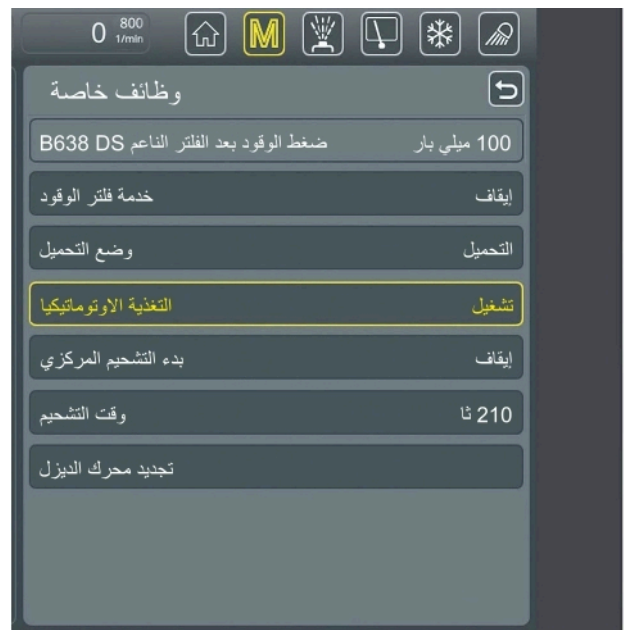 0 800 1/min M
وظائف خاصة
ضغط الوقود بعد الفلتر الناعم B638 DS 100 ميلي بار
خدمة فلتر الوقود إيقاف
وضع التحميل التحميل
التغذية الاوتوماتيكيا تشغيل
بدء التشحيم المركزي إيقاف
وقت التشحيم 210 ثا
تجديد محرك الديزل